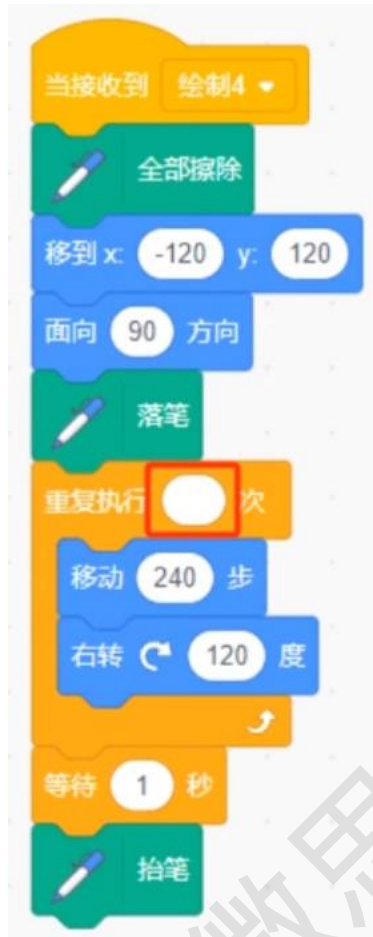 当接收到 绘制4
全部擦除
移到 x: -120 y: 120
面向 90 方向
落笔
重复执行 次
移动 240 步
右转 120 度
等待 1 秒
抬笔